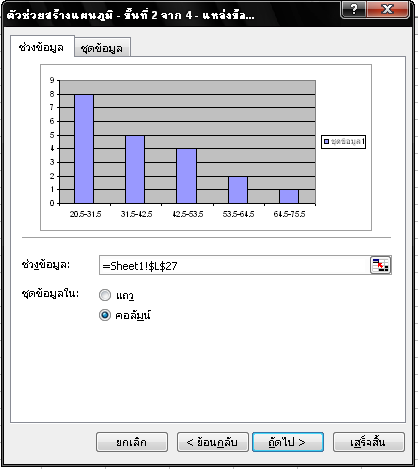 ตัวช่วยสร้างแผนภูมิ - ขั้นที่ 2 จาก 4 - แหล่งข้อ...
ช่วงข้อมูล ชุดข้อมูล
9
8
7
6
5
4
3
2
1
0
20.5-31.5 31.5-42.5 42.5-53.5 53.5-64.5 64.5-75.5
ชุดข้อมูล1
ช่วงข้อมูล: =Sheet1!$L$27
ชุดข้อมูลใน: แถว
คอลัมน์
ยกเลิก < ย้อนกลับ ถัดไป > เสร็จสิ้น